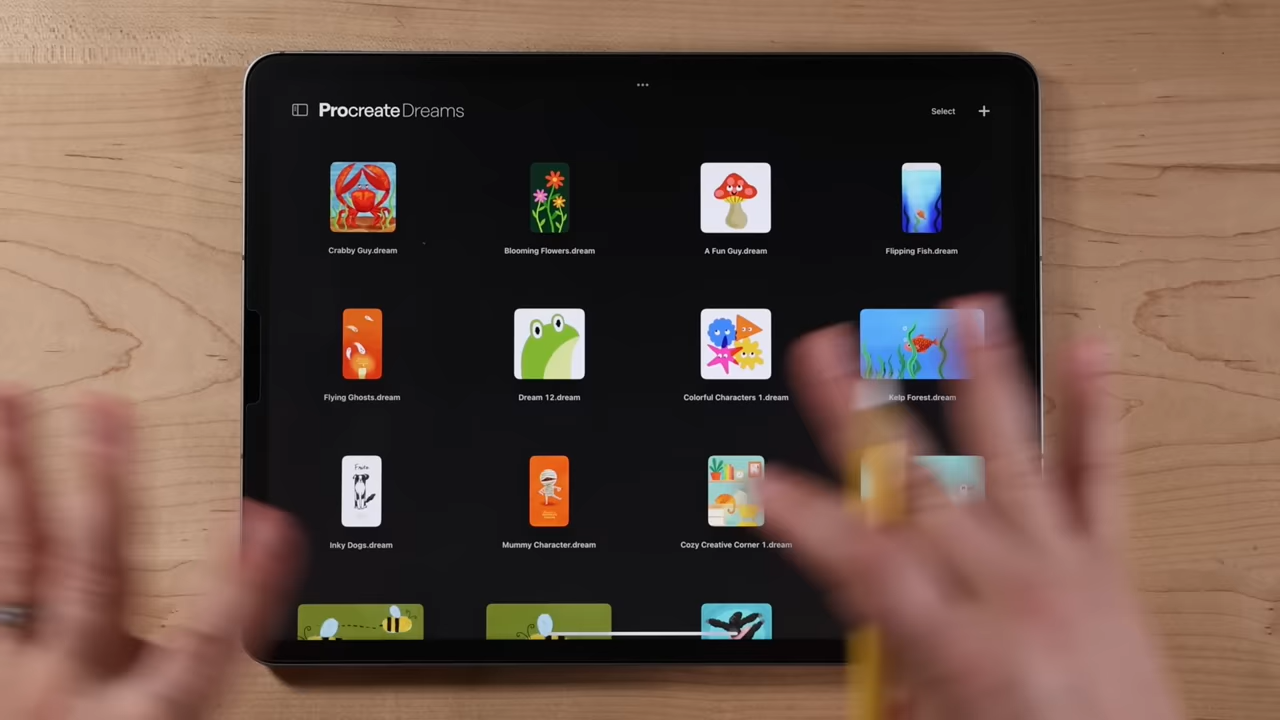 Procreate Dreams
Select
Crabby Guy.dream
Blooming Flowers.dream
A Fun Guy.dream
Flipping Fish.dream
Flying Ghosts.dream
Dream 12.dream
Colorful Characters 1.dream
Kelp Forest.dream
Inky Dogs.dream
Mummy Character.dream
Cozy Creative Corner 1.dream